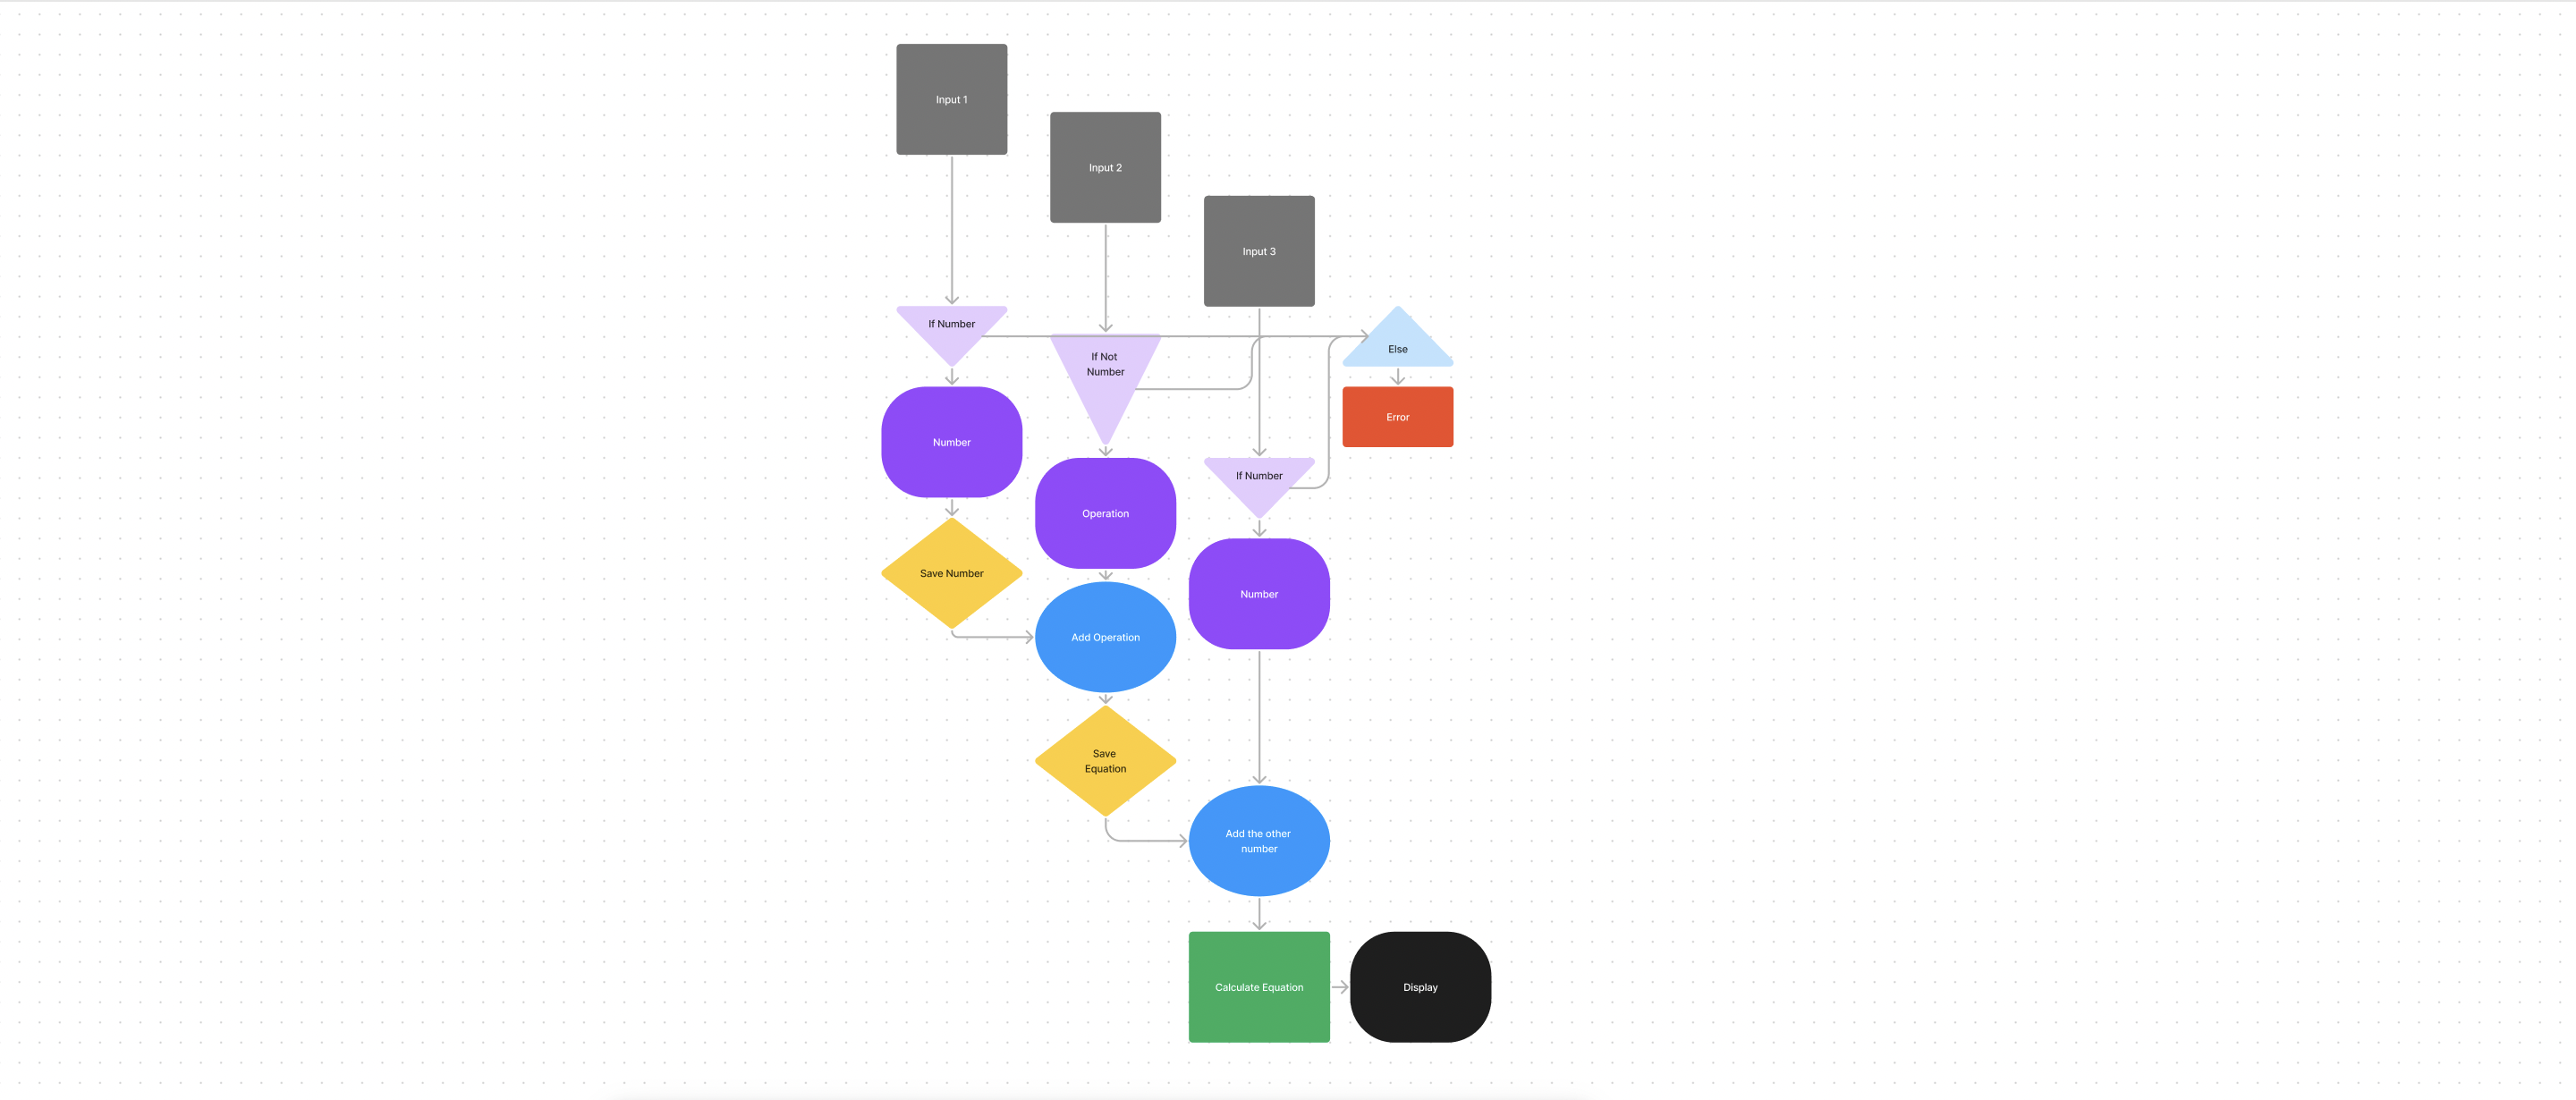 Input 1
Input 2
Input 3
If Number
If Not
Number
Else
Error
Number
If Number
Operation
Save Number
Number
Add Operation
Save
Equation
Add the other
number
Calculate Equation
Display